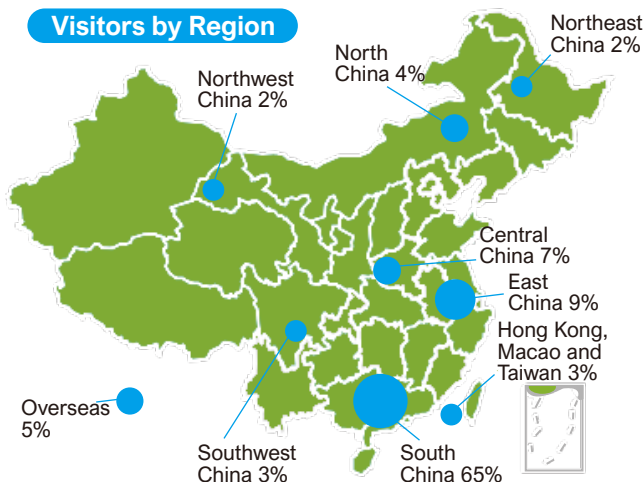 Visitors by Region
Northeast
China 2%
North
China 4%
Northwest
China 2%
Central
China 7%
East
China 9%
Hong Kong,
Macao and
Taiwan 3%
Overseas
5%
Southwest
China 3%
South
China 65%